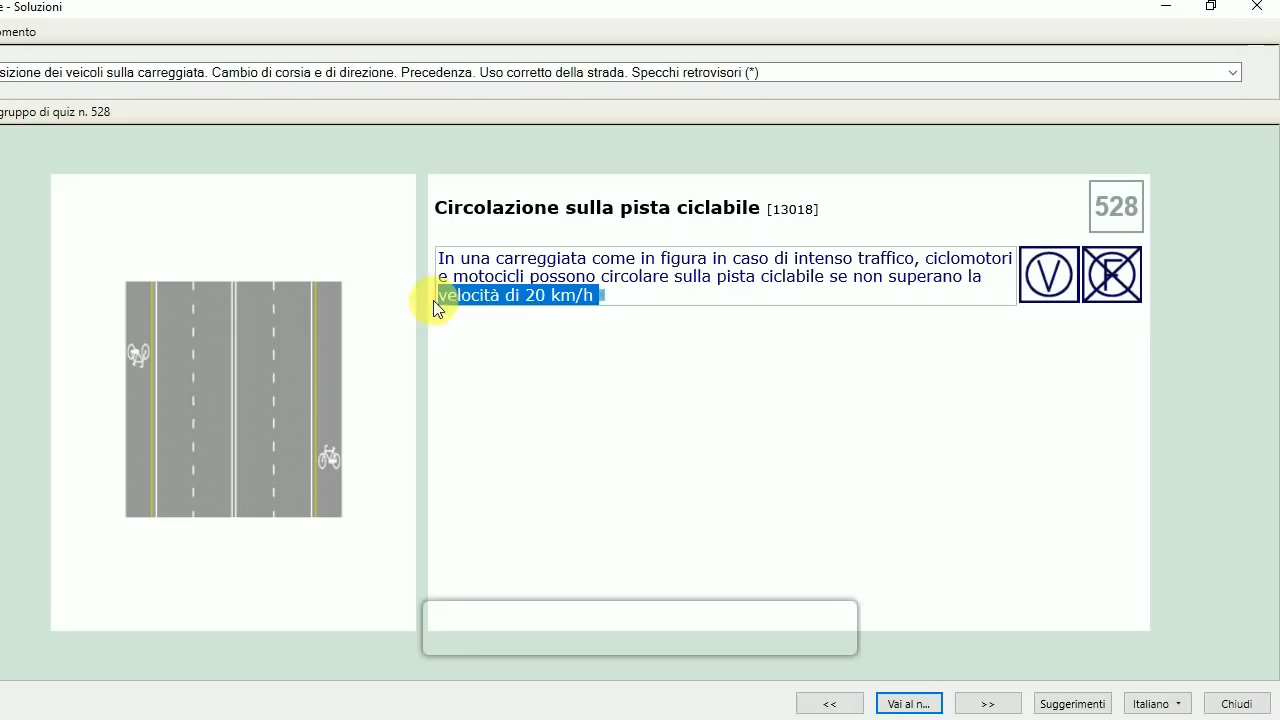 e - Soluzioni
omento
sizione dei veicoli sulla carreggiata. Cambio di corsia e di direzione. Precedenza. Uso corretto della strada. Specchi retrovisori (*)
gruppo di quiz n. 528
Circolazione sulla pista ciclabile [13018]
528
In una carreggiata come in figura in caso di intenso traffico, ciclomotori
e motocicli possono circolare sulla pista ciclabile se non superano la
velocità di 20 km/h
V
F
<<
Vai al n...
>>
Suggerimenti
Italiano
Chiudi